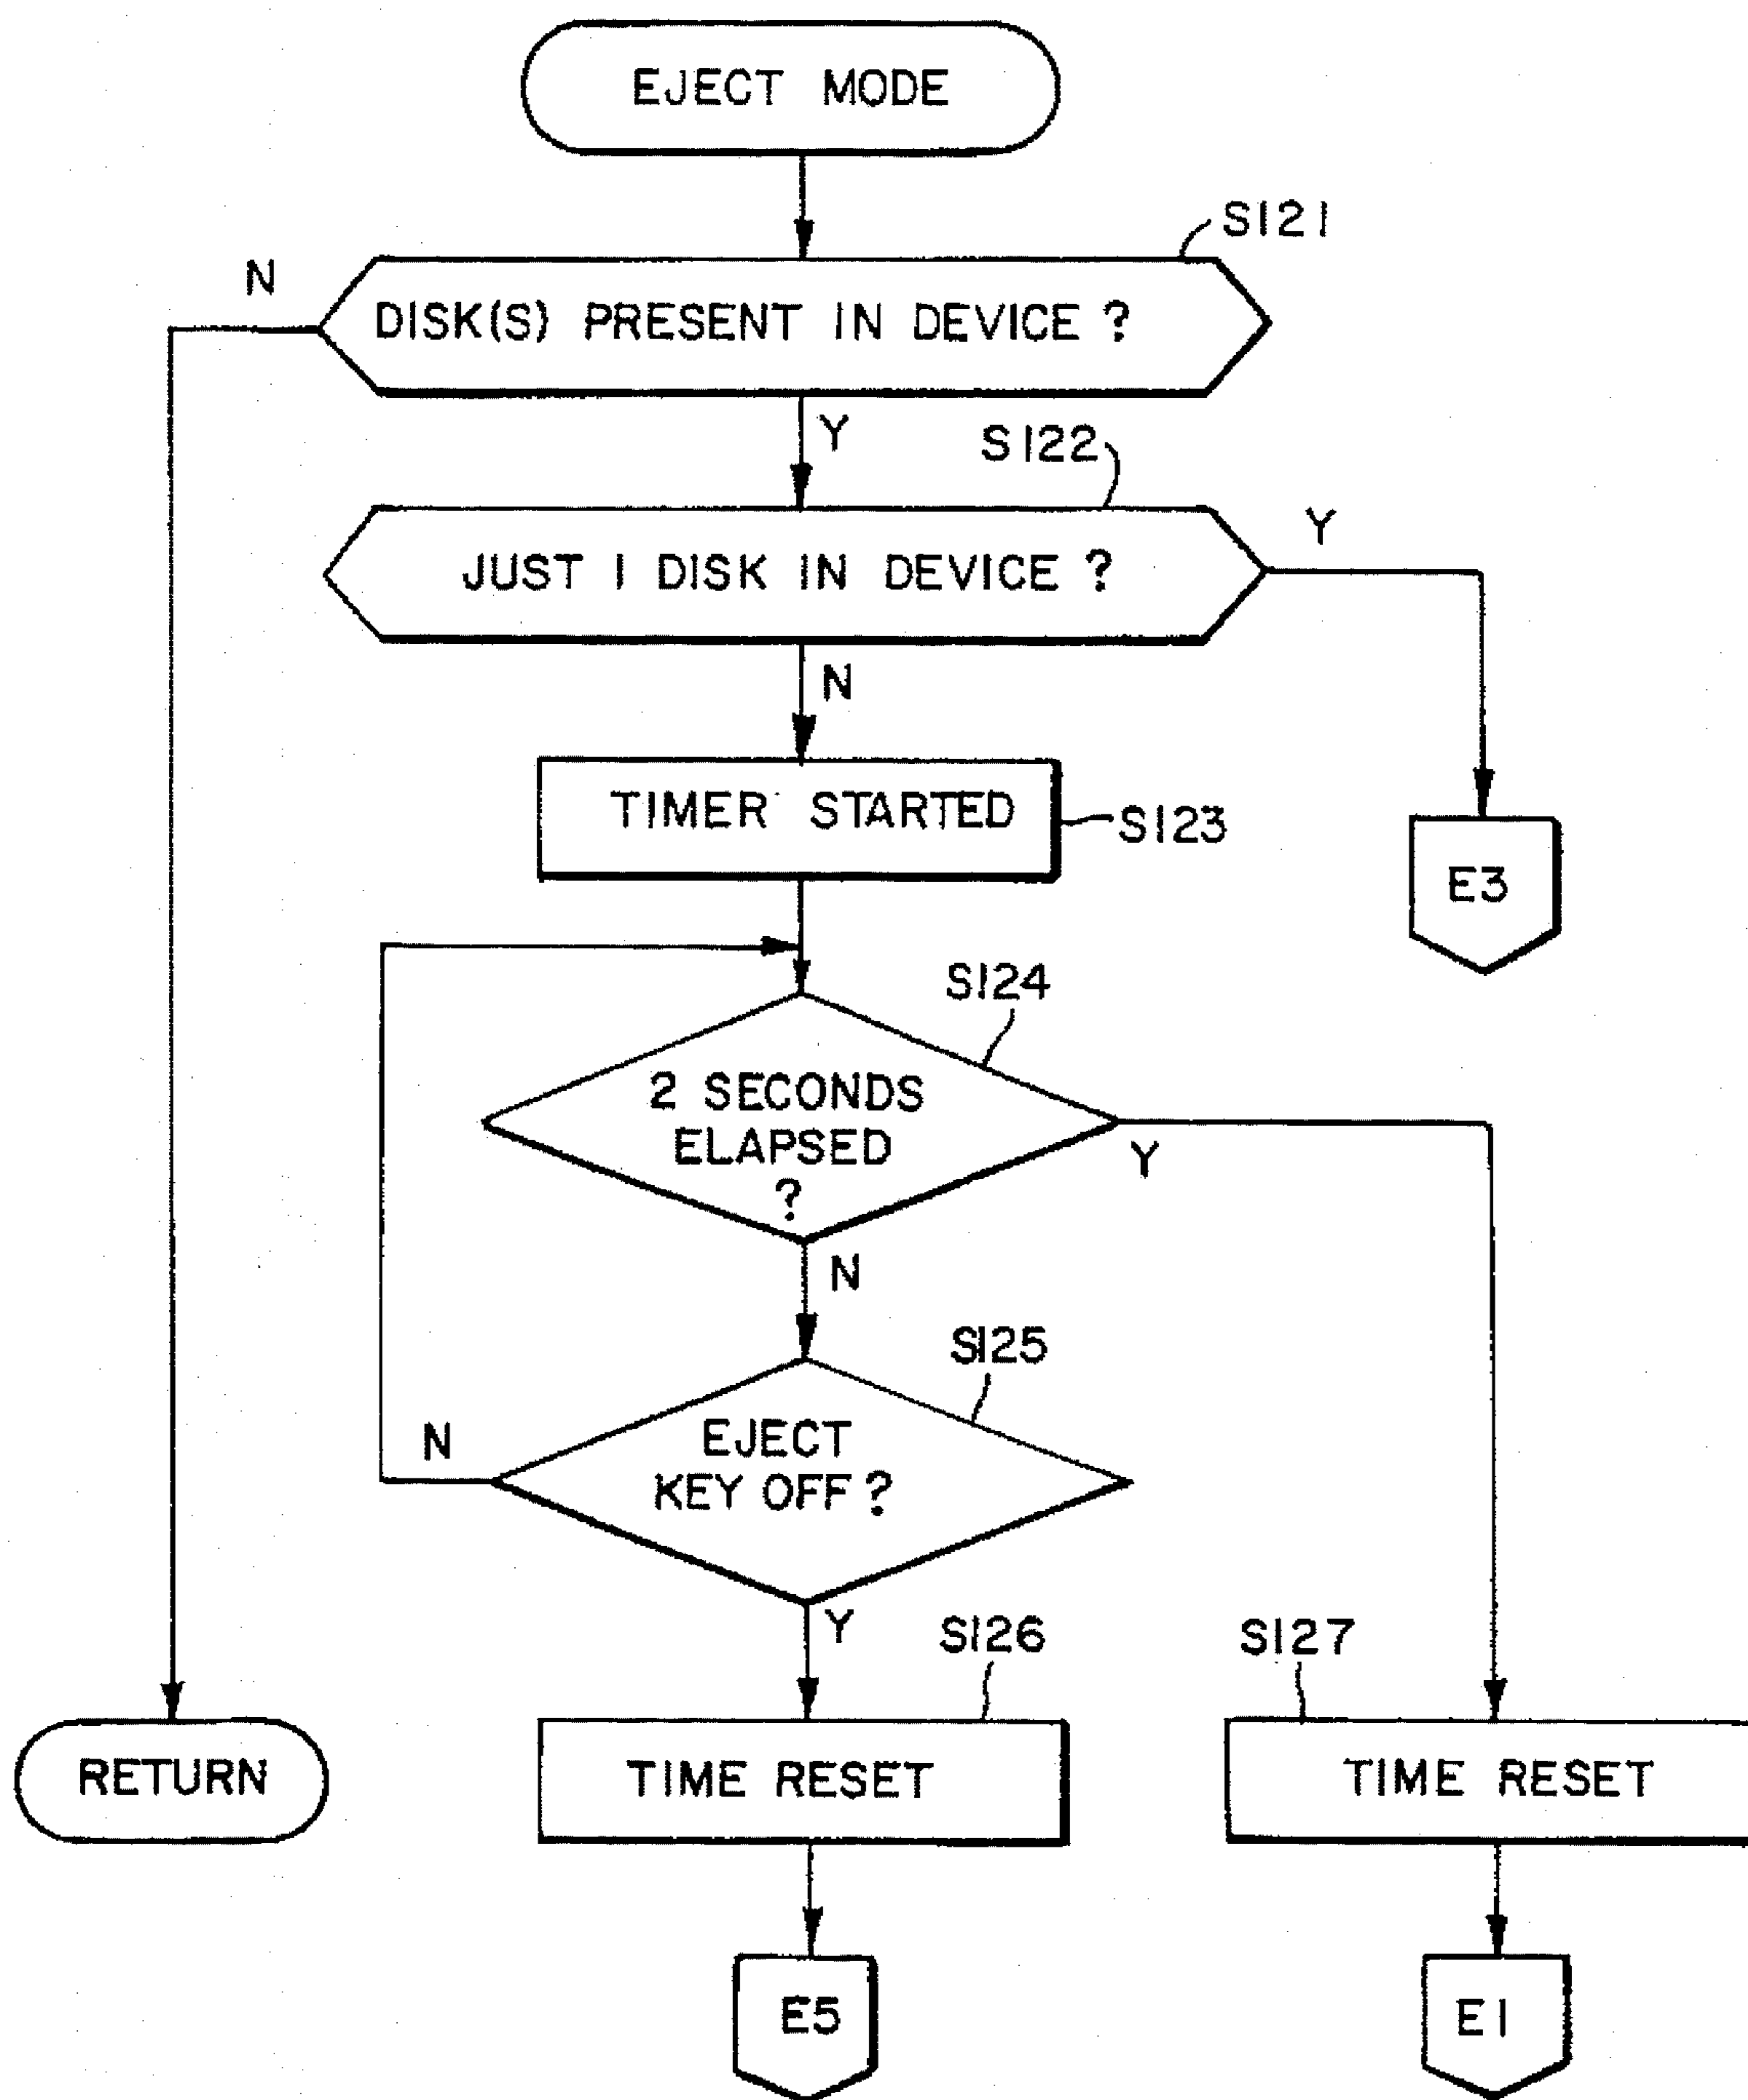 EJECT MODE
S121
N
DISK(S) PRESENT IN DEVICE ?
Y
S122
Y
JUST 1 DISK IN DEVICE ?
N
TIMER STARTED
S123
E3
S124
2 SECONDS
ELAPSED
?
Y
N
S125
EJECT
KEY OFF ?
N
Y
S126
S127
RETURN
TIME RESET
TIME RESET
E5
E1